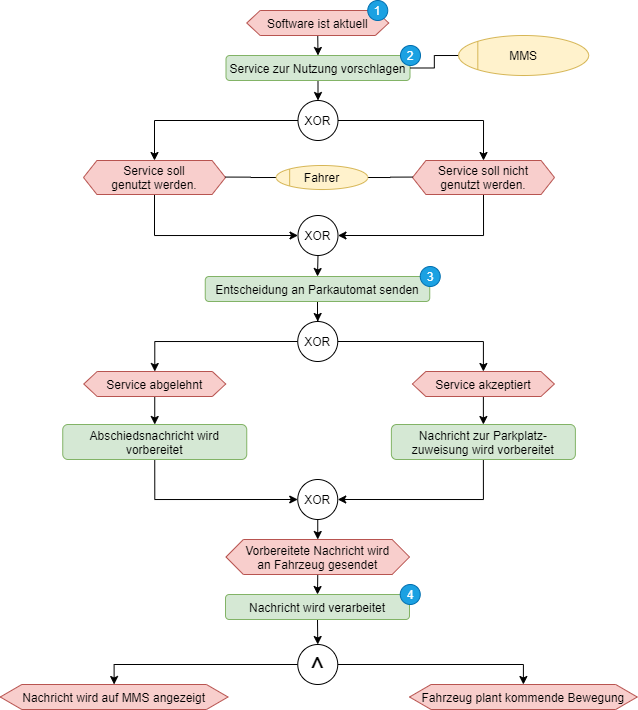 1
Software ist aktuell
2
Service zur Nutzung vorschlagen
MMS
XOR
Service soll
genutzt werden.
Fahrer
Service soll nicht
genutzt werden.
XOR
3
Entscheidung an Parkautomat senden
XOR
Service abgelehnt
Service akzeptiert
Abschiedsnachricht wird
vorbereitet
Nachricht zur Parkplatz-
zuweisung wird vorbereitet
XOR
Vorbereitete Nachricht wird
an Fahrzeug gesendet
4
Nachricht wird verarbeitet
^
Nachricht wird auf MMS angezeigt
Fahrzeug plant kommende Bewegung